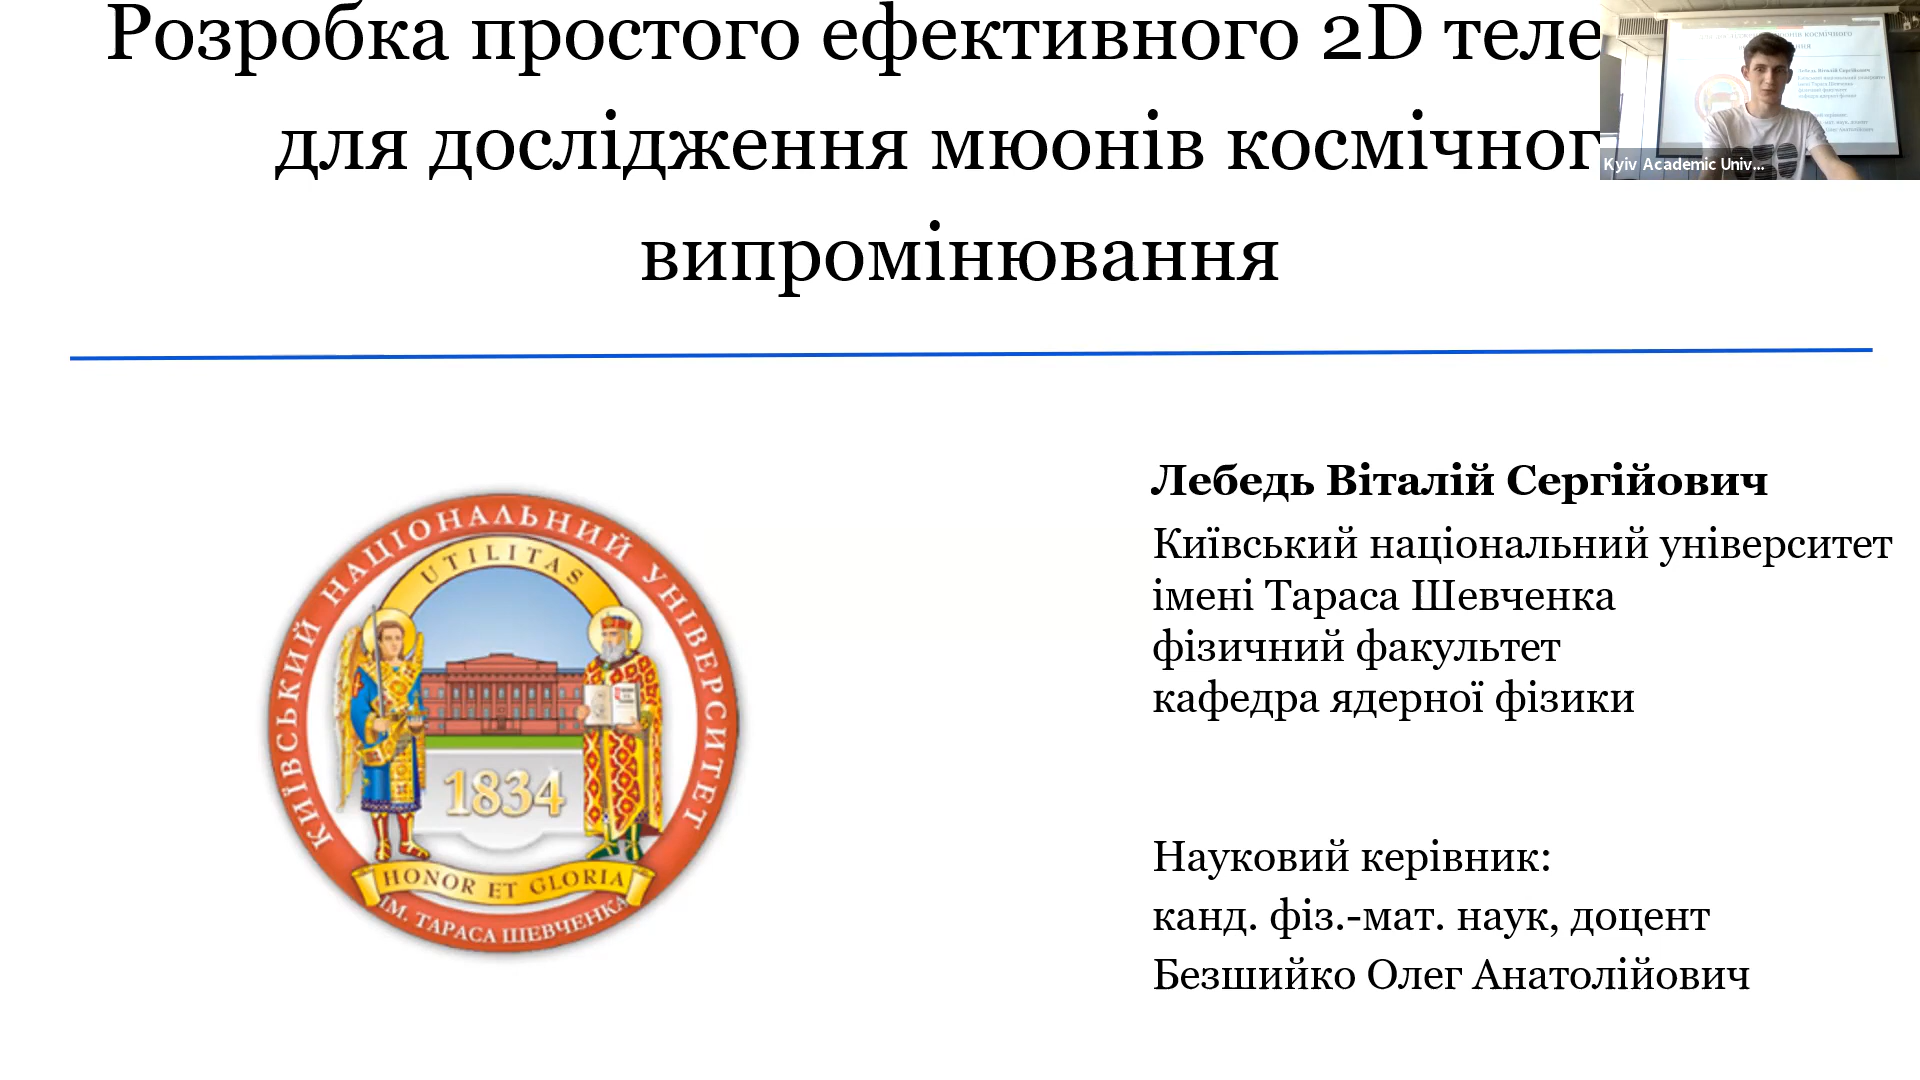 Розробка простого ефективного 2D теле
для дослідження мюонів космічног
випромінювання
Kyiv Academic Univ...
Лебедь Віталій Сергійович
Київський національний університет
імені Тараса Шевченка
фізичний факультет
кафедра ядерної фізики
КИЇВСЬКИЙ НАЦІОНАЛЬНИЙ УНІВЕРСИТЕТ
UTILITAS
1834
HONOR ET GLORIA
ІМ. ТАРАСА ШЕВЧЕНКА
Науковий керівник:
канд. фіз.-мат. наук, доцент
Безшийко Олег Анатолійович